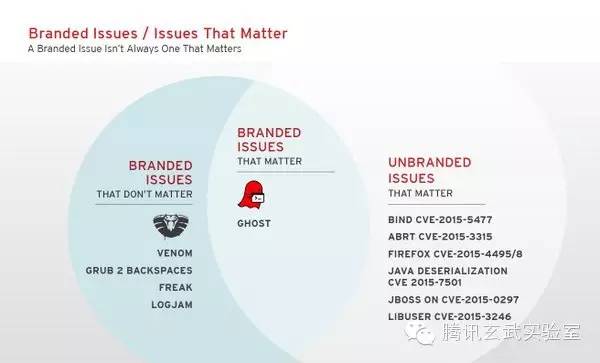 Branded Issues / Issues That Matter
A Branded Issue Isn't Always One That Matters
BRANDED
ISSUES
THAT DON'T MATTER
VENOM
GRUB 2 BACKSPACES
FREAK
LOGJAM
BRANDED
ISSUES
THAT MATTER
GHOST
UNBRANDED
ISSUES
THAT MATTER
BIND CVE-2015-5477
ABRT CVE-2015-3315
FIREFOX CVE-2015-4495/8
JAVA DESERIALIZATION
CVE 2015-7501
JBOSS ON CVE-2015-0297
LIBUSER CVE-2015-3246
腾讯玄武实验室